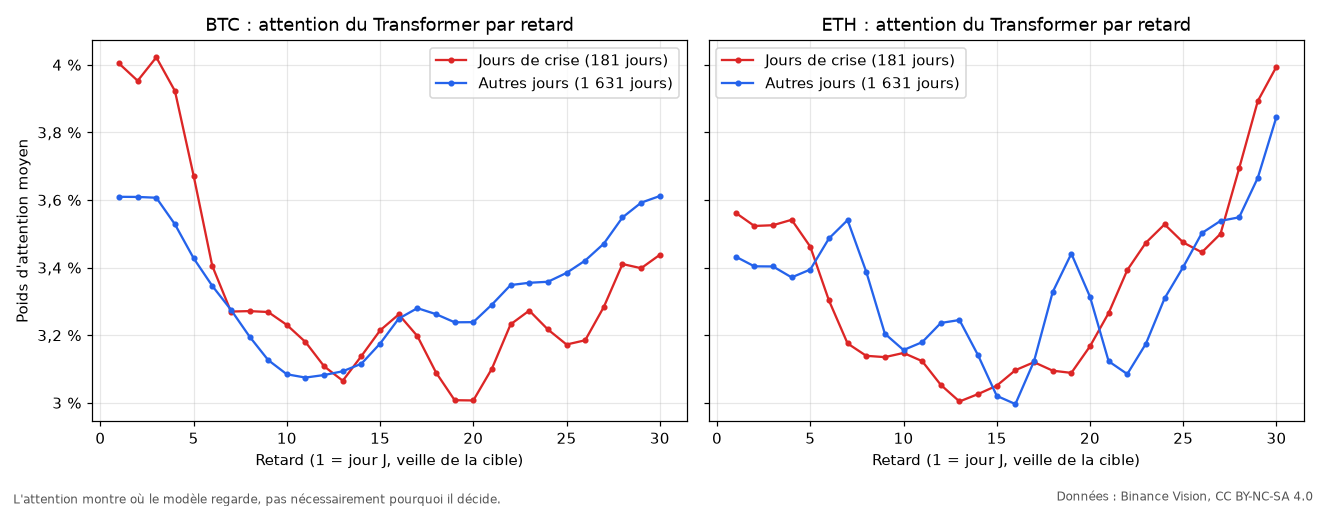 BTC : attention du Transformer par retard
Jours de crise (181 jours)
Autres jours (1 631 jours)
Poids d'attention moyen
4 %
3,8 %
3,6 %
3,4 %
3,2 %
3 %
0 5 10 15 20 25 30
Retard (1 = jour J, veille de la cible)
ETH : attention du Transformer par retard
Jours de crise (181 jours)
Autres jours (1 631 jours)
0 5 10 15 20 25 30
Retard (1 = jour J, veille de la cible)
L'attention montre où le modèle regarde, pas nécessairement pourquoi il décide.
Données : Binance Vision, CC BY-NC-SA 4.0